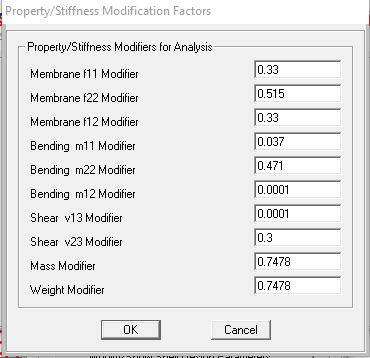 Property/Stiffness Modification Factors
Property/Stiffness Modifiers for Analysis
Membrane f11 Modifier 0.33
Membrane f22 Modifier 0.515
Membrane f12 Modifier 0.33
Bending m11 Modifier 0.037
Bending m22 Modifier 0.471
Bending m12 Modifier 0.0001
Shear v13 Modifier 0.0001
Shear v23 Modifier 0.3
Mass Modifier 0.7478
Weight Modifier 0.7478
OK Cancel